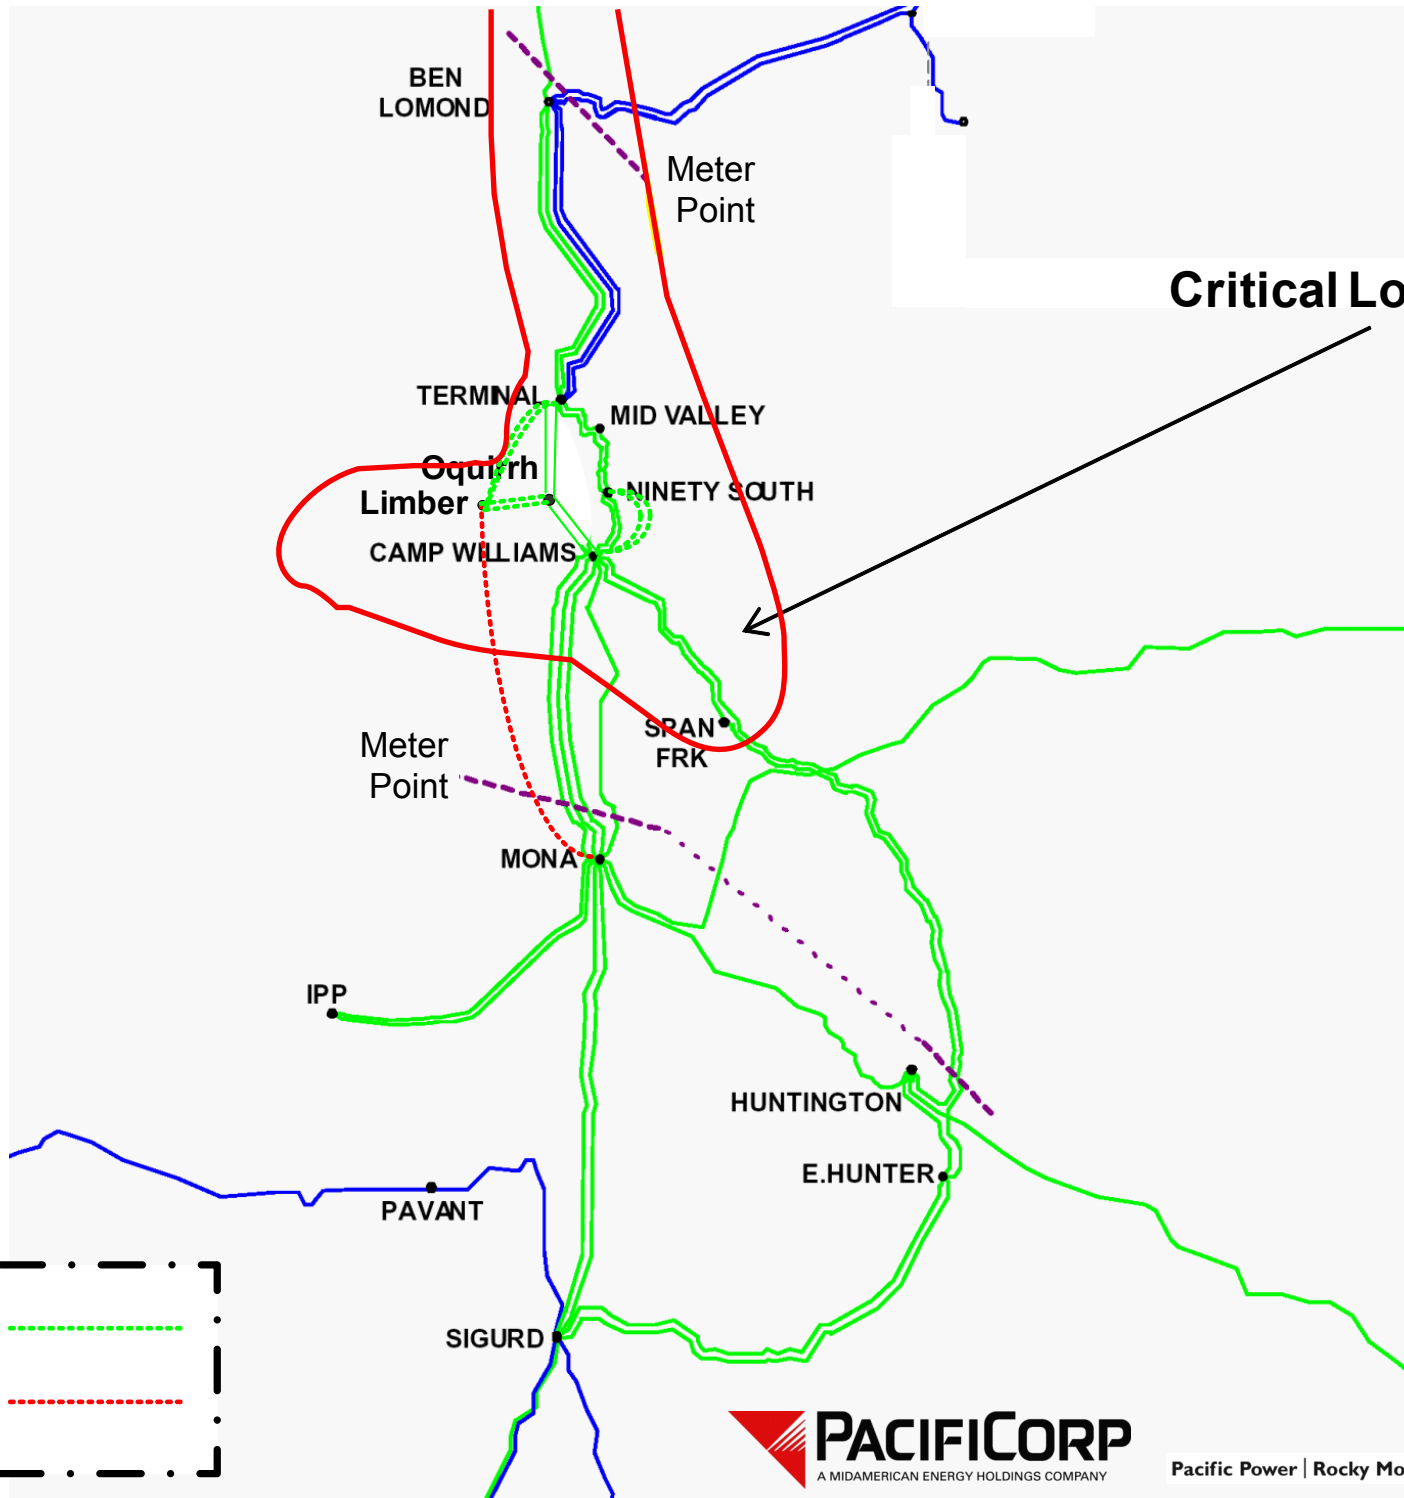 BEN
LOMOND
Meter
Point
Critical Lo
TERMINAL
MID VALLEY
Oquirrh
NINETY SOUTH
Limber
CAMP WILLIAMS
SPAN
FRK
Meter
Point
MONA
IPP
HUNTINGTON
E.HUNTER
PAVANT
SIGURD
PACIFICORP
A MIDAMERICAN ENERGY HOLDINGS COMPANY
Pacific Power | Rocky Mo